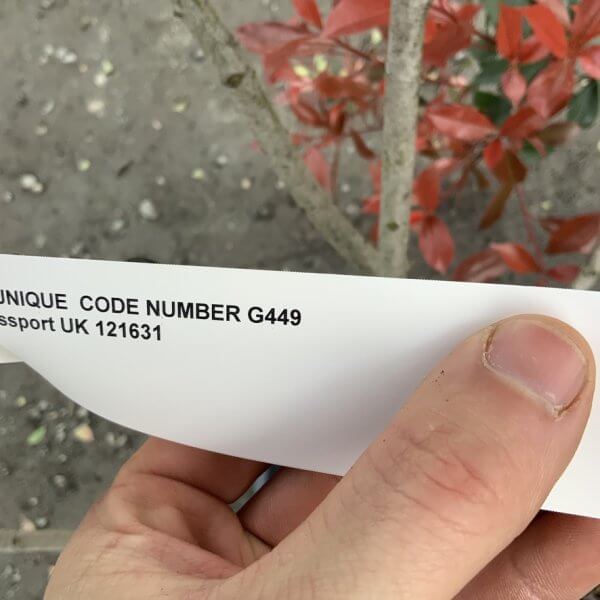 UNIQUE CODE NUMBER G449
ssport UK 121631